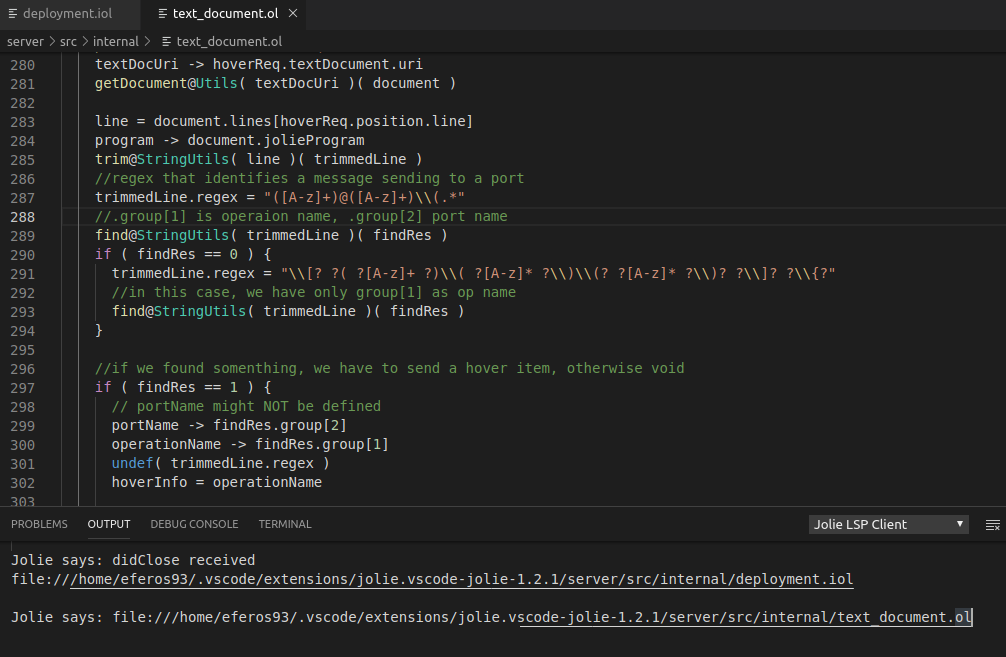 deployment.iol text_document.ol ×
server > src > internal > text_document.ol
280 textDocUri -> hoverReq.textDocument.uri
281 getDocument@Utils( textDocUri )( document )
282
283 line = document.lines[hoverReq.position.line]
284 program -> document.jolieProgram
285 trim@StringUtils( line )( trimmedLine )
286 //regex that identifies a message sending to a port
287 trimmedLine.regex = "([A-z]+)@([A-z]+)\\(.*"
288 //.group[1] is operaion name, .group[2] port name
289 find@StringUtils( trimmedLine )( findRes )
290 if ( findRes == 0 ) {
291 trimmedLine.regex = "\\[? ?( ?[A-z]+ ?)\\( ?[A-z]* ?\\)\\(? ?[A-z]* ?\\)? ?\\]? ?\\{?"
292 //in this case, we have only group[1] as op name
293 find@StringUtils( trimmedLine )( findRes )
294 }
295
296 //if we found somenthing, we have to send a hover item, otherwise void
297 if ( findRes == 1 ) {
298 // portName might NOT be defined
299 portName -> findRes.group[2]
300 operationName -> findRes.group[1]
301 undef( trimmedLine.regex )
302 hoverInfo = operationName
303
PROBLEMS OUTPUT DEBUG CONSOLE TERMINAL Jolie LSP Client
Jolie says: didClose received
file:///home/eferos93/.vscode/extensions/jolie.vscode-jolie-1.2.1/server/src/internal/deployment.iol
Jolie says: file:///home/eferos93/.vscode/extensions/jolie.vscode-jolie-1.2.1/server/src/internal/text_document.ol